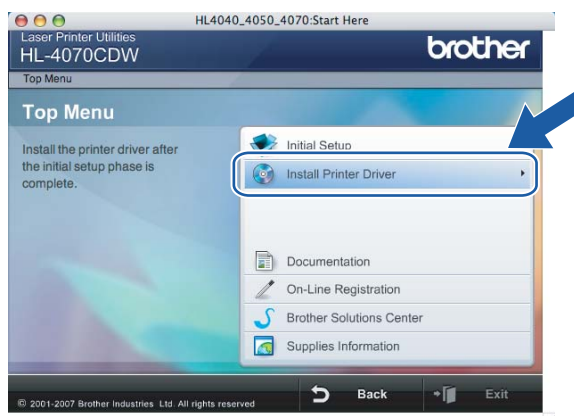 HL4040_4050_4070:Start Here
Laser Printer Utilities
HL-4070CDW
brother
Top Menu
Top Menu
Install the printer driver after
the initial setup phase is
complete.
Initial Setup
Install Printer Driver
Documentation
On-Line Registration
Brother Solutions Center
Supplies Information
© 2001-2007 Brother Industries Ltd. All rights reserved
Back
Exit